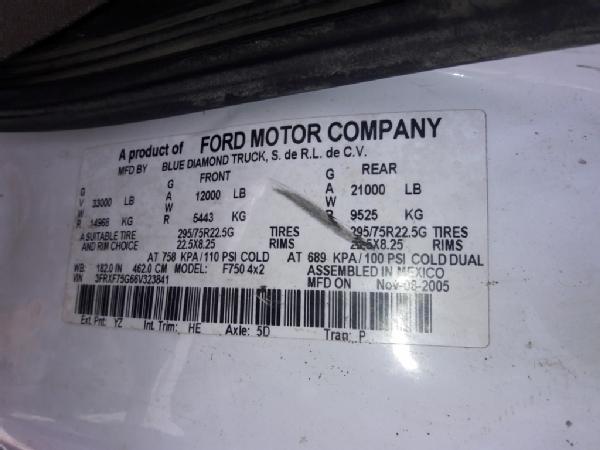 A product of FORD MOTOR COMPANY
MFD BY BLUE DIAMOND TRUCK, S. de R.L. de C.V.
G G FRONT G REAR
V 33000 LB A 12000 LB A 21000 LB
W W W
R 14968 KG R 5443 KG R 9525 KG
A SUITABLE TIRE 295/75R22.5G TIRES 295/75R22.5G
AND RIM CHOICE 22.5X8.25 RIMS 22.5X8.25
AT 758 KPA/110 PSI COLD AT 689 KPA/100 PSI COLD DUAL
WB: 182.0 IN 462.0 CM MODEL: F750 4x2 ASSEMBLED IN MEXICO
VIN 3FRXF75G66V323841 MFD ON Nov-08-2005
Ext. Pnt: YZ Int. Trim: HE Axle: 5D Tran: P